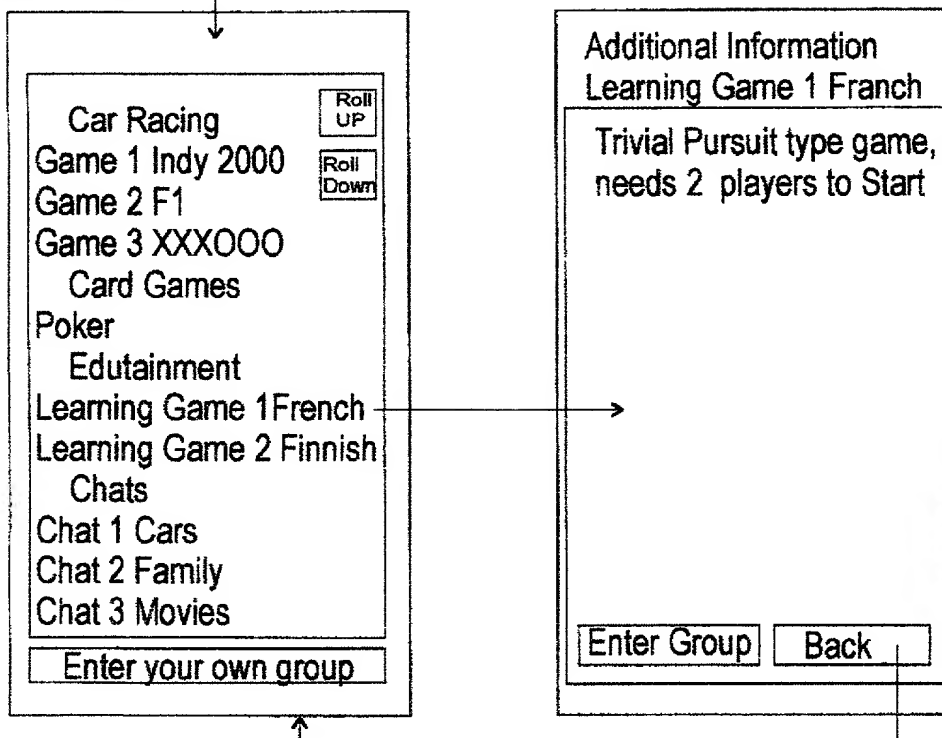 Car Racing
Roll
UP
Game 1 Indy 2000
Roll
Down
Game 2 F1
Game 3 XXXOOO
Card Games
Poker
Edutainment
Learning Game 1French
Learning Game 2 Finnish
Chats
Chat 1 Cars
Chat 2 Family
Chat 3 Movies
Enter your own group
Additional Information
Learning Game 1 Franch
Trivial Pursuit type game,
needs 2 players to Start
Enter Group
Back